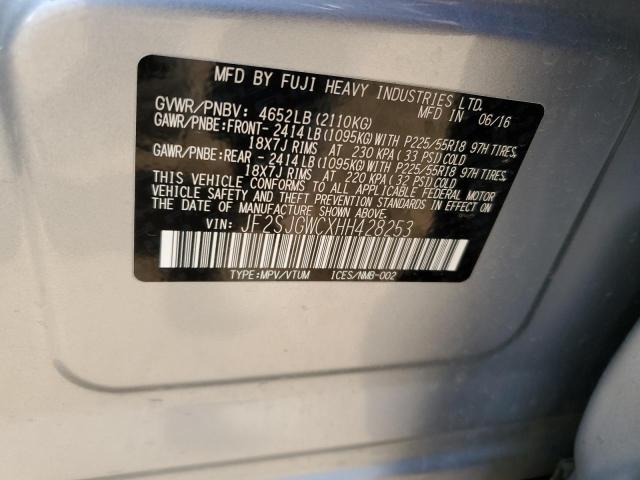 MFD BY FUJI HEAVY INDUSTRIES LTD.
MFD IN 06/16
GVWR/PNBV: 4652LB (2110KG)
GAWR/PNBE:FRONT- 2414LB (1095KG) WITH P225/55R18 97H TIRES,
18X7J RIMS AT 230 KPA ( 33 PSI) COLD
GAWR/PNBE:REAR - 2414LB (1095KG) WITH P225/55R18 97H TIRES,
18X7J RIMS AT 220 KPA ( 32 PSI) COLD
THIS VEHICLE CONFORMS TO ALL APPLICABLE FEDERAL MOTOR
VEHICLE SAFETY AND THEFT PREVENTION STANDARDS IN EFFECT ON
THE DATE OF MANUFACTURE SHOWN ABOVE.
VIN: JF2SJGWCXHH428253
TYPE:MPV/VTUM ICES/NMB-002